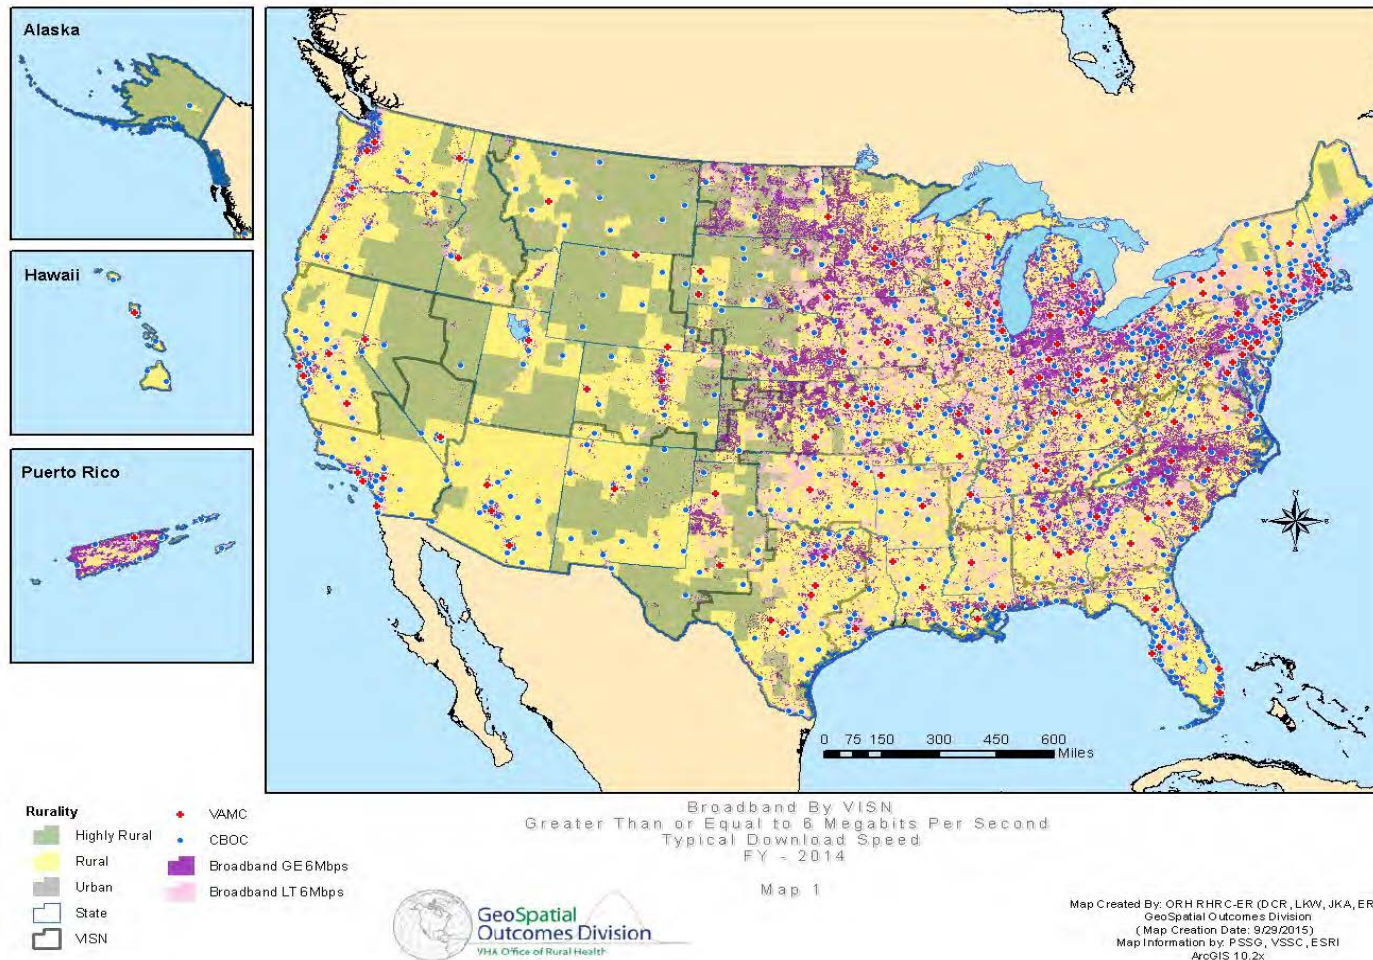 Alaska
Hawaii
Puerto Rico
N
0 75 150 300 450 600
Miles
Rurality
Highly Rural
Rural
Urban
State
VISN
VAMC
CBOC
Broadband GE 6Mbps
Broadband LT 6Mbps
Broadband By VISN
Greater Than or Equal to 6 Megabits Per Second
Typical Download Speed
FY - 2014
Map 1
GeoSpatial
Outcomes Division
VHA Office of Rural Health
Map Created By: ORH RHRC-ER (DCR, LKW, JKA, ER
GeoSpatial Outcomes Division
( Map Creation Date: 9/29/2015)
Map Information by: PSSG, VSSC, ESRI
ArcGIS 10.2x